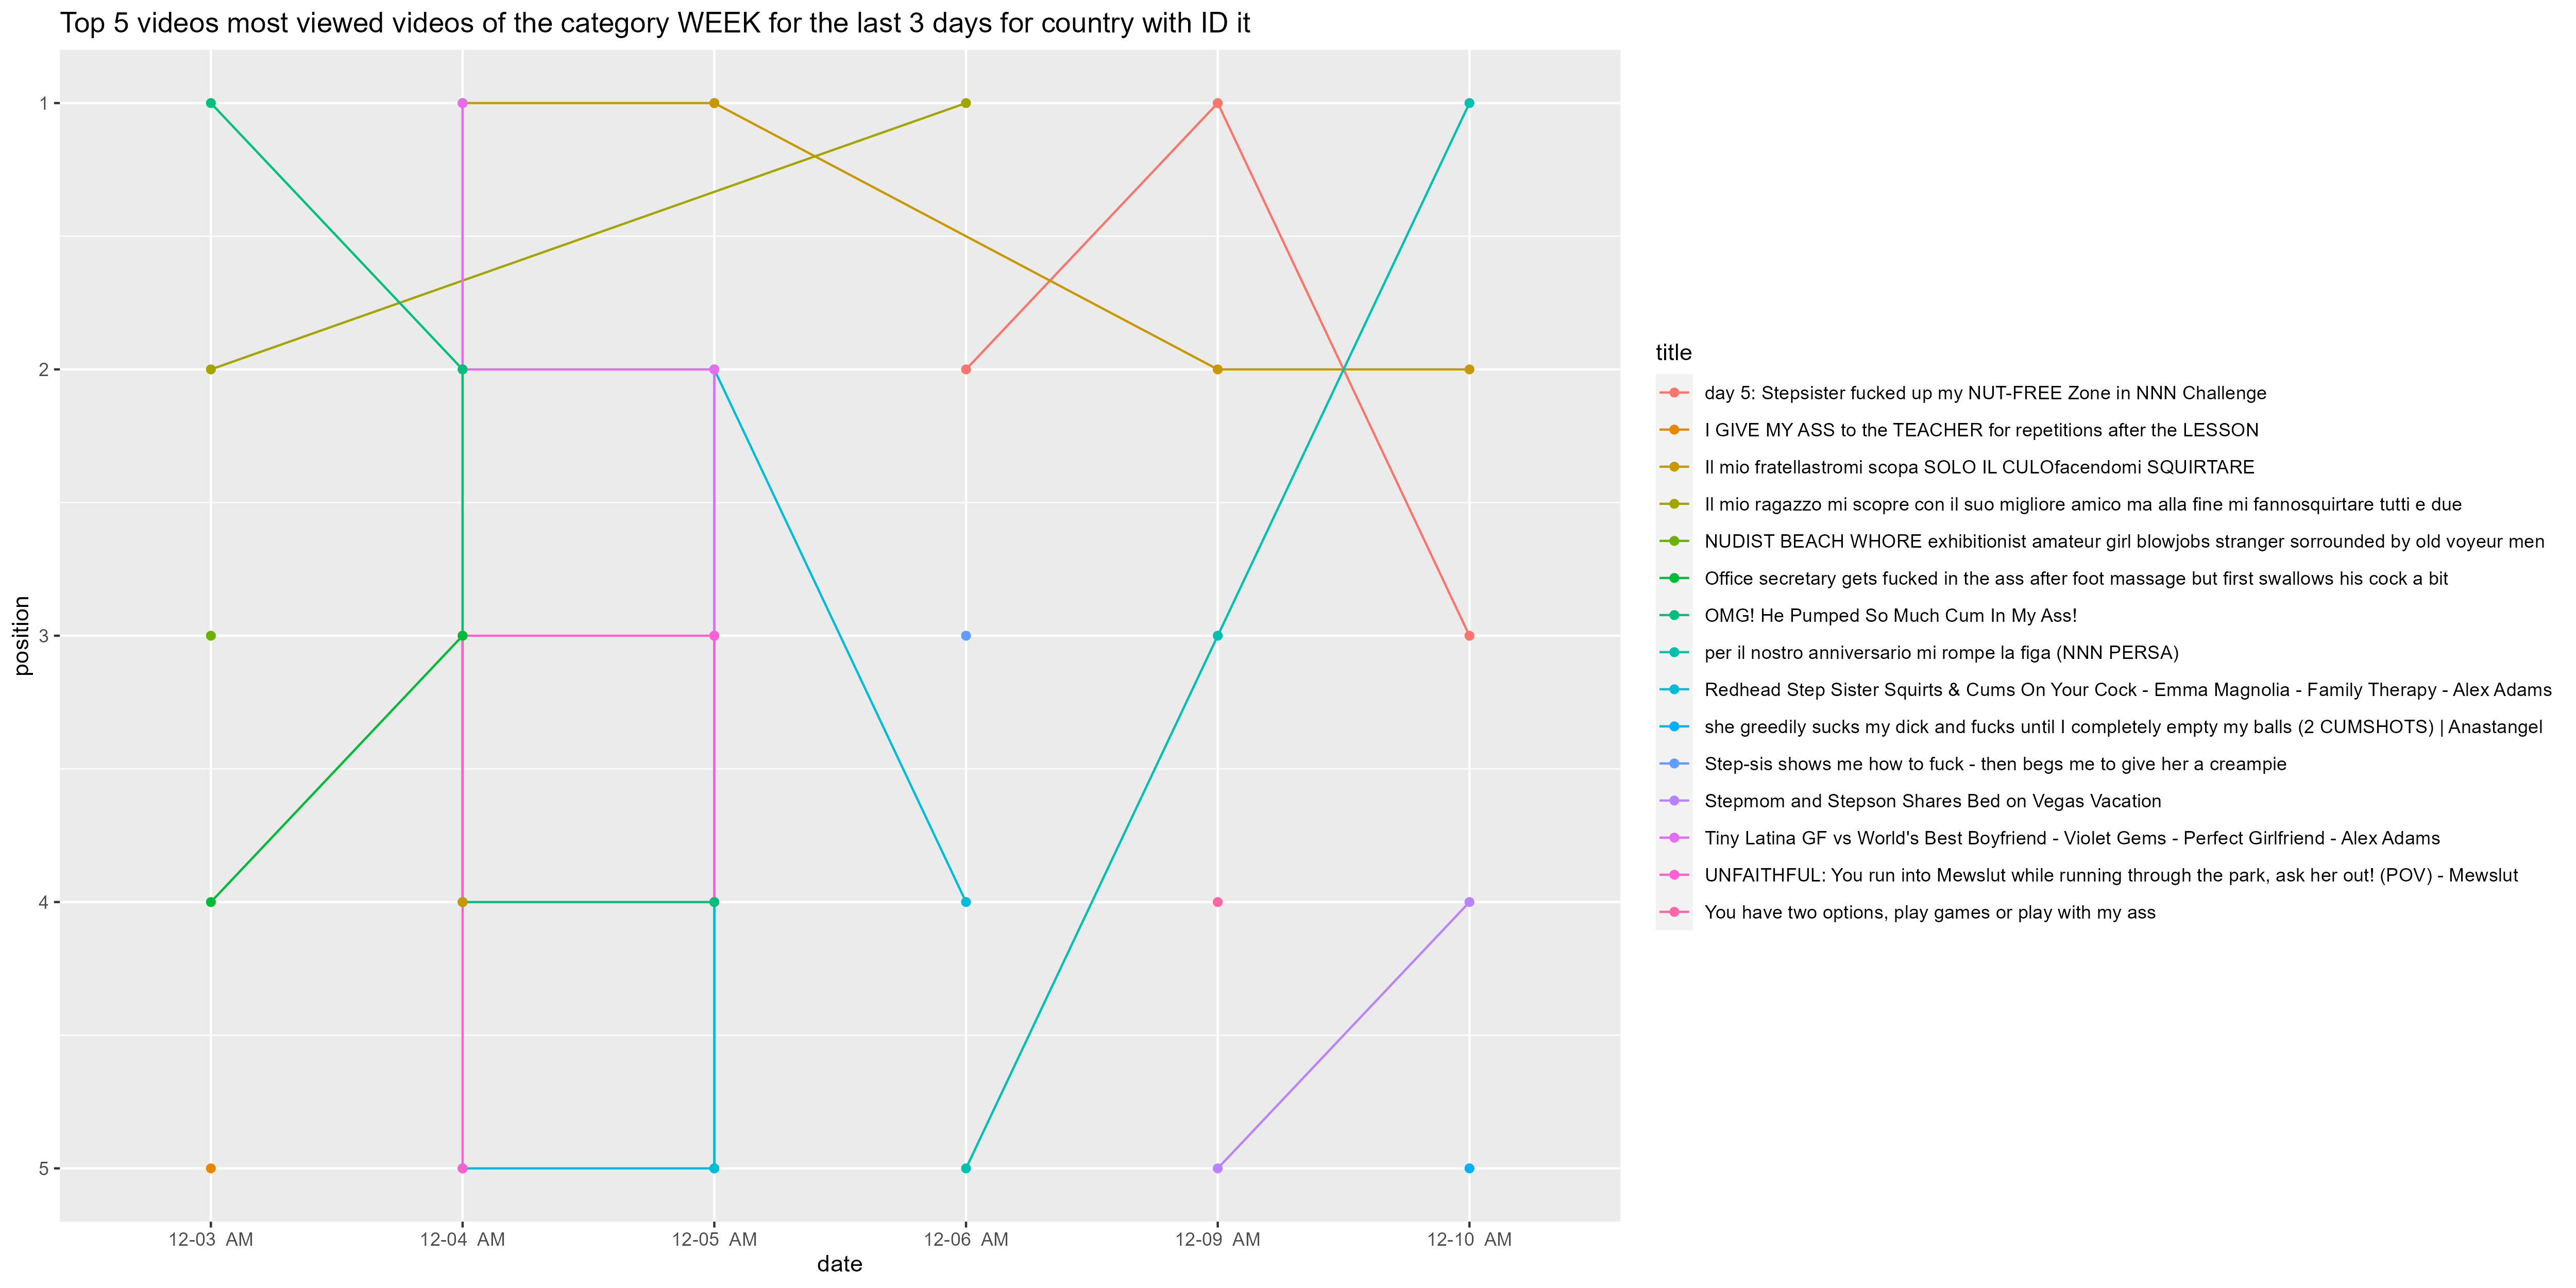 Top 5 videos most viewed videos of the category WEEK for the last 3 days for country with ID it
position
1
2
3
4
5
12-03 AM
12-04 AM
12-05 AM
12-06 AM
12-09 AM
12-10 AM
date
title
day 5: Stepsister fucked up my NUT-FREE Zone in NNN Challenge
I GIVE MY ASS to the TEACHER for repetitions after the LESSON
Il mio fratellastromi scopa SOLO IL CULOfacendomi SQUIRTARE
Il mio ragazzo mi scopre con il suo migliore amico ma alla fine mi fannosquirtare tutti e due
NUDIST BEACH WHORE exhibitionist amateur girl blowjobs stranger sorrounded by old voyeur men
Office secretary gets fucked in the ass after foot massage but first swallows his cock a bit
OMG! He Pumped So Much Cum In My Ass!
per il nostro anniversario mi rompe la figa (NNN PERSA)
Redhead Step Sister Squirts & Cums On Your Cock - Emma Magnolia - Family Therapy - Alex Adams
she greedily sucks my dick and fucks until I completely empty my balls (2 CUMSHOTS) | Anastangel
Step-sis shows me how to fuck - then begs me to give her a creampie
Stepmom and Stepson Shares Bed on Vegas Vacation
Tiny Latina GF vs World's Best Boyfriend - Violet Gems - Perfect Girlfriend - Alex Adams
UNFAITHFUL: You run into Mewslut while running through the park, ask her out! (POV) - Mewslut
You have two options, play games or play with my ass